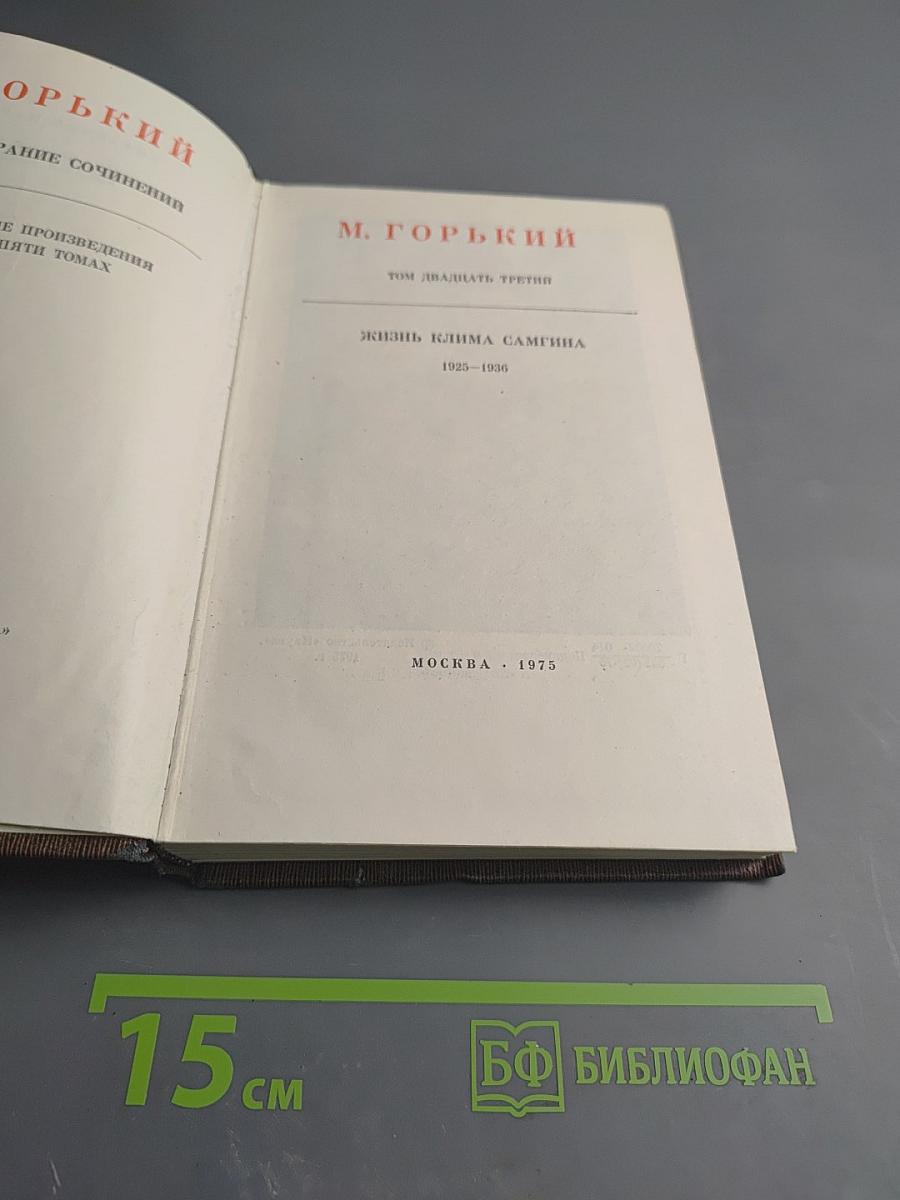 ОРЬКИЙ
РАНИЕ СОЧИНЕНИЙ
Е ПРОИЗВЕДЕНИЯ
ПЯТИ ТОМАХ
»
М. ГОРЬКИЙ
ТОМ ДВАДЦАТЬ ТРЕТИЙ
ЖИЗНЬ КЛИМА САМГИНА
1925—1936
МОСКВА · 1975
15 см
БФ БИБЛИОФАН